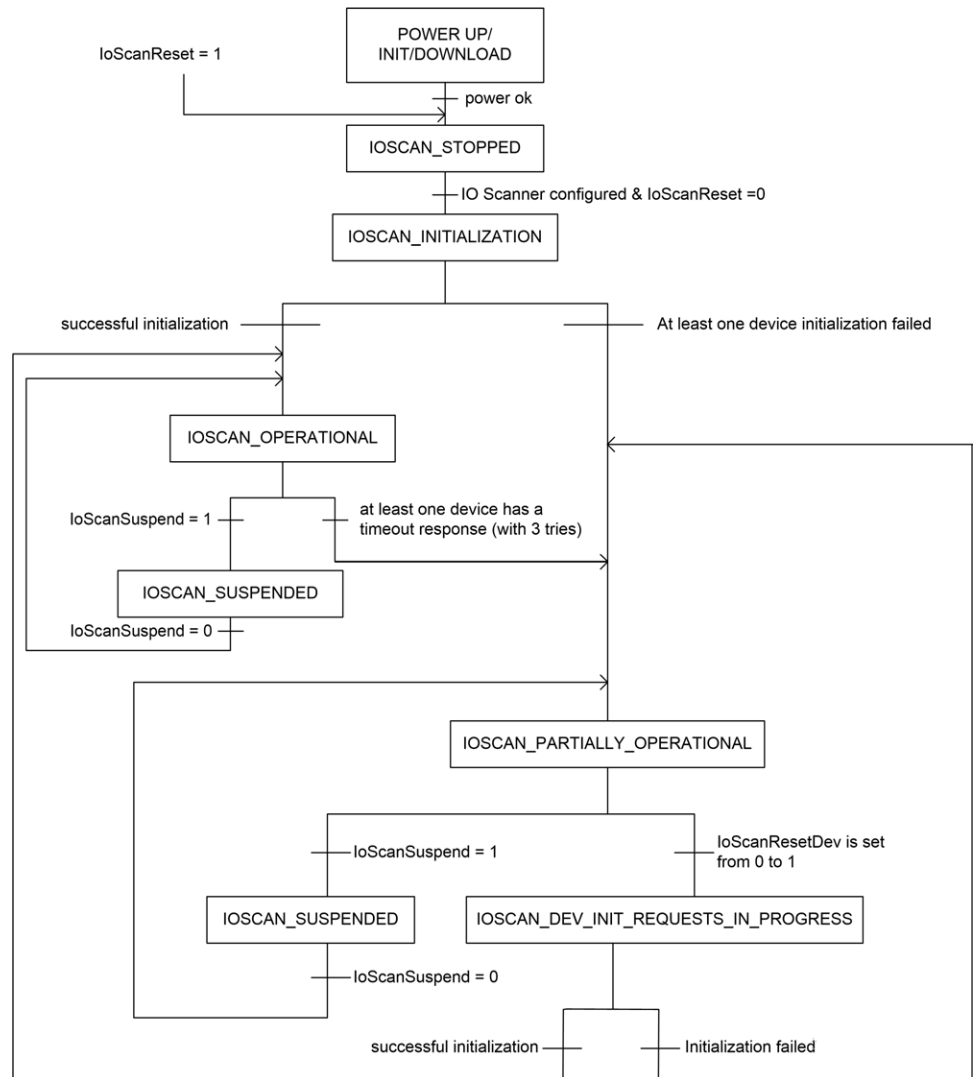 POWER UP/
INIT/DOWNLOAD
IoScanReset = 1
power ok
IOSCAN_STOPPED
IO Scanner configured & IoScanReset =0
IOSCAN_INITIALIZATION
successful initialization
At least one device initialization failed
IOSCAN_OPERATIONAL
IoScanSuspend = 1
at least one device has a
timeout response (with 3 tries)
IOSCAN_SUSPENDED
IoScanSuspend = 0
IOSCAN_PARTIALLY_OPERATIONAL
IoScanSuspend = 1
IoScanResetDev is set
from 0 to 1
IOSCAN_SUSPENDED
IOSCAN_DEV_INIT_REQUESTS_IN_PROGRESS
IoScanSuspend = 0
successful initialization
Initialization failed